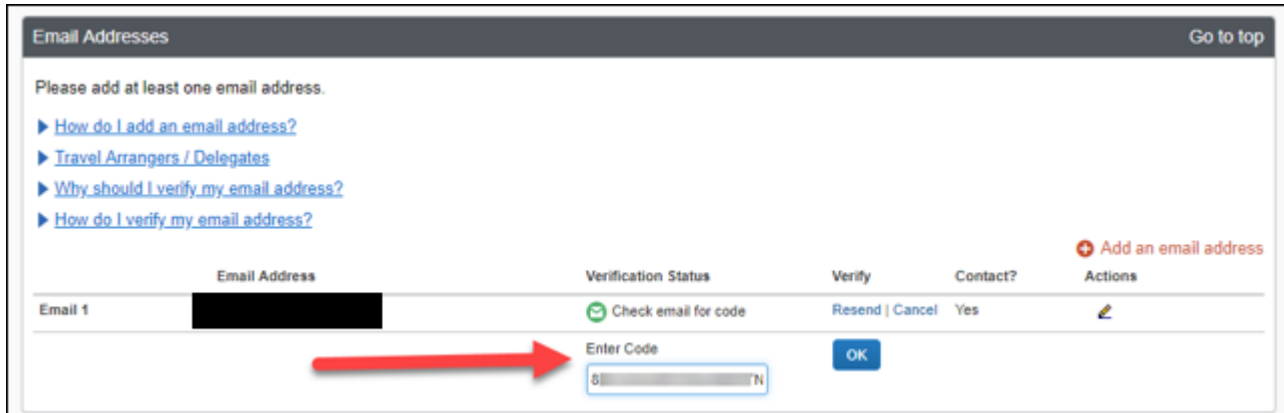 Email Addresses Go to top
Please add at least one email address.
How do I add an email address?
Travel Arrangers / Delegates
Why should I verify my email address?
How do I verify my email address?
Add an email address
Email Address Verification Status Verify Contact? Actions
Email 1 Check email for code Resend | Cancel Yes
Enter Code
OK